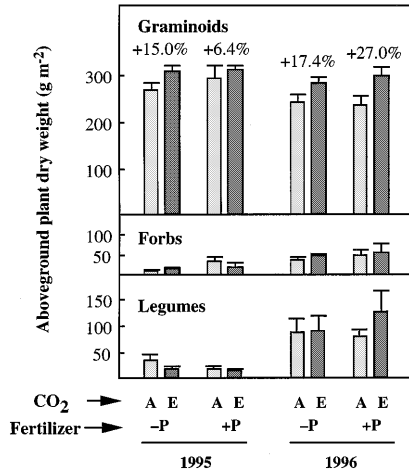 Graminoids
+15.0% +6.4% +17.4% +27.0%
300
200
100
Aboveground plant dry weight (g m-2)
Forbs
100
50
Legumes
150
100
50
CO2 A E A E A E A E
Fertilizer –P +P –P +P
1995 1996